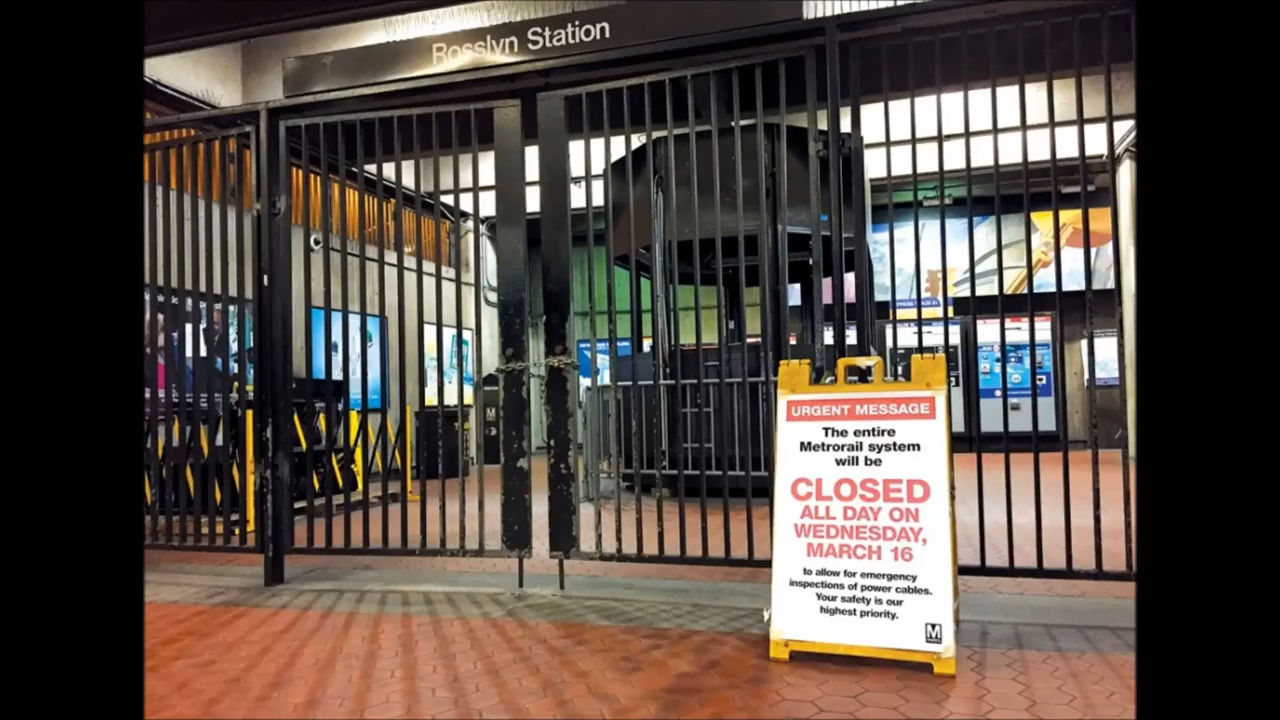 Rosslyn Station
URGENT MESSAGE
The entire
Metrorail system
will be
CLOSED
ALL DAY ON
WEDNESDAY,
MARCH 16
to allow for emergency
inspections of power cables.
Your safety is our
highest priority.
M